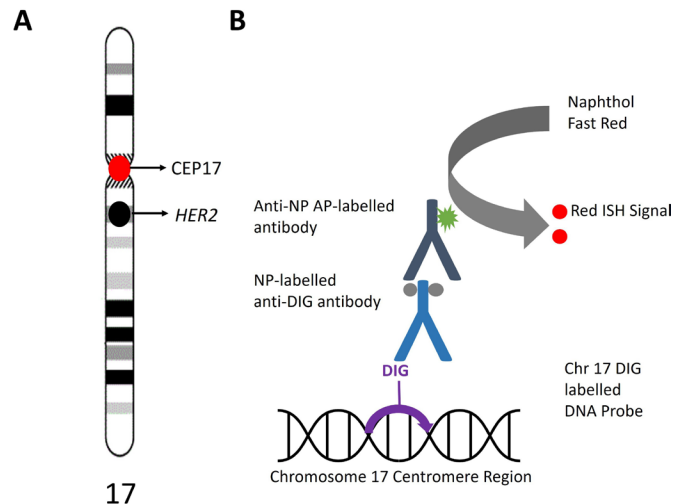 A
CEP17
HER2
17
B
Naphthol
Fast Red
Anti-NP AP-labelled
antibody
Red ISH Signal
NP-labelled
anti-DIG antibody
DIG
Chr 17 DIG
labelled
DNA Probe
Chromosome 17 Centromere Region